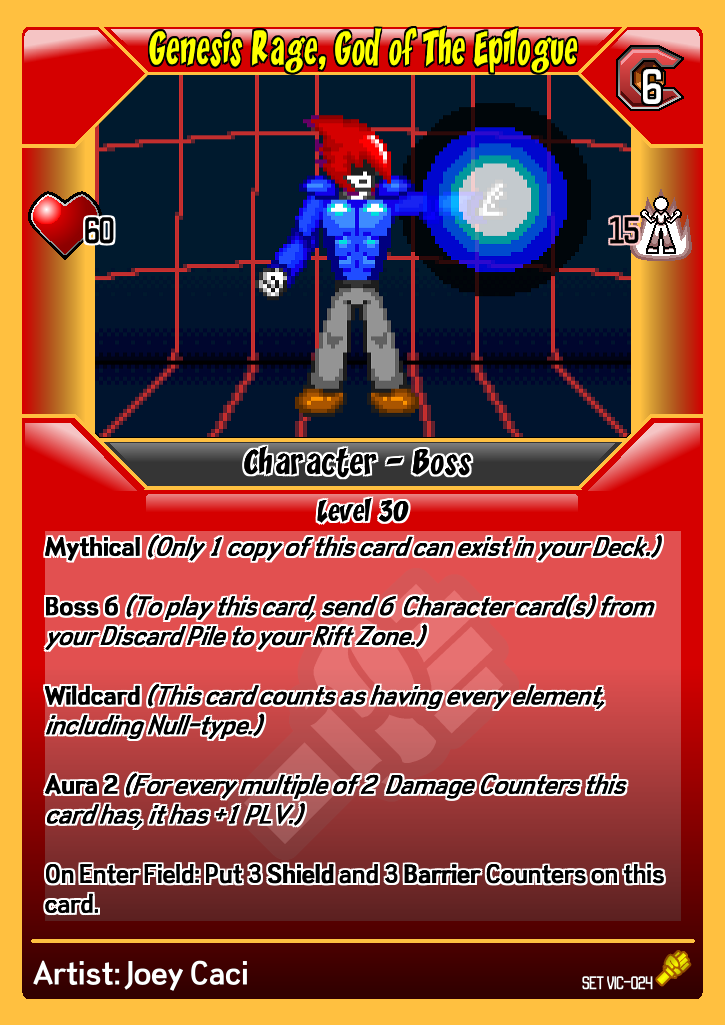 Genesis Rage, God of The Epilogue
6
60
15
Character - Boss
Level 30
Mythical (Only 1 copy of this card can exist in your Deck.)
Boss 6 (To play this card, send 6 Character card(s) from
your Discard Pile to your Rift Zone.)
Wildcard (This card counts as having every element,
including Null-type.)
Aura 2 (For every multiple of 2 Damage Counters this
card has, it has +1 PLV.)
On Enter Field: Put 3 Shield and 3 Barrier Counters on this
card.
Artist: Joey Caci
SET VIC-024